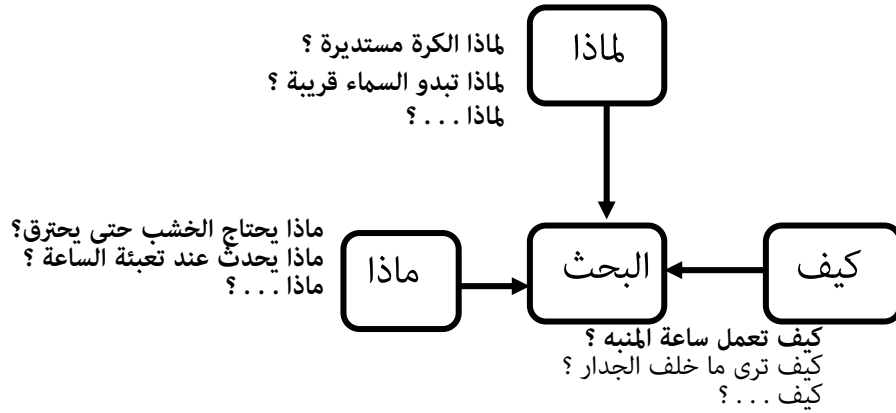 لماذا
لماذا الكرة مستديرة ؟
لماذا تبدو السماء قريبة ؟
لماذا . . . ؟
كيف
البحث
ماذا
ماذا يحتاج الخشب حتى يحترق؟
ماذا يحدث عند تعبئة الساعة ؟
ماذا . . . ؟
كيف تعمل ساعة المنبه ؟
كيف ترى ما خلف الجدار ؟
كيف . . . ؟